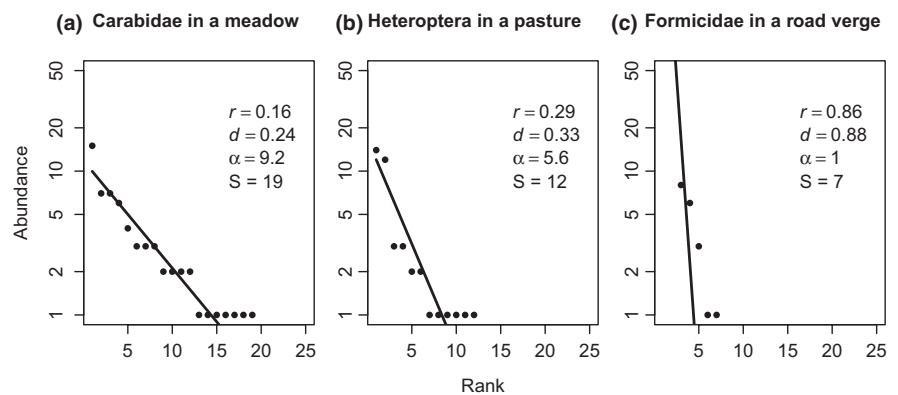 (a) Carabidae in a meadow
(b) Heteroptera in a pasture
(c) Formicidae in a road verge
Abundance
50
20
10
5
2
1
r = 0.16
d = 0.24
α = 9.2
S = 19
5 10 15 20 25
50
20
10
5
2
1
r = 0.29
d = 0.33
α = 5.6
S = 12
5 10 15 20 25
50
20
10
5
2
1
r = 0.86
d = 0.88
α = 1
S = 7
5 10 15 20 25
Rank